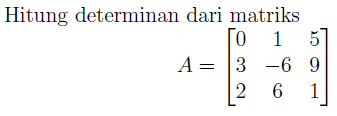 Hitung determinan dari matriks
0 1 5
A = 3 −6 9
2 6 1